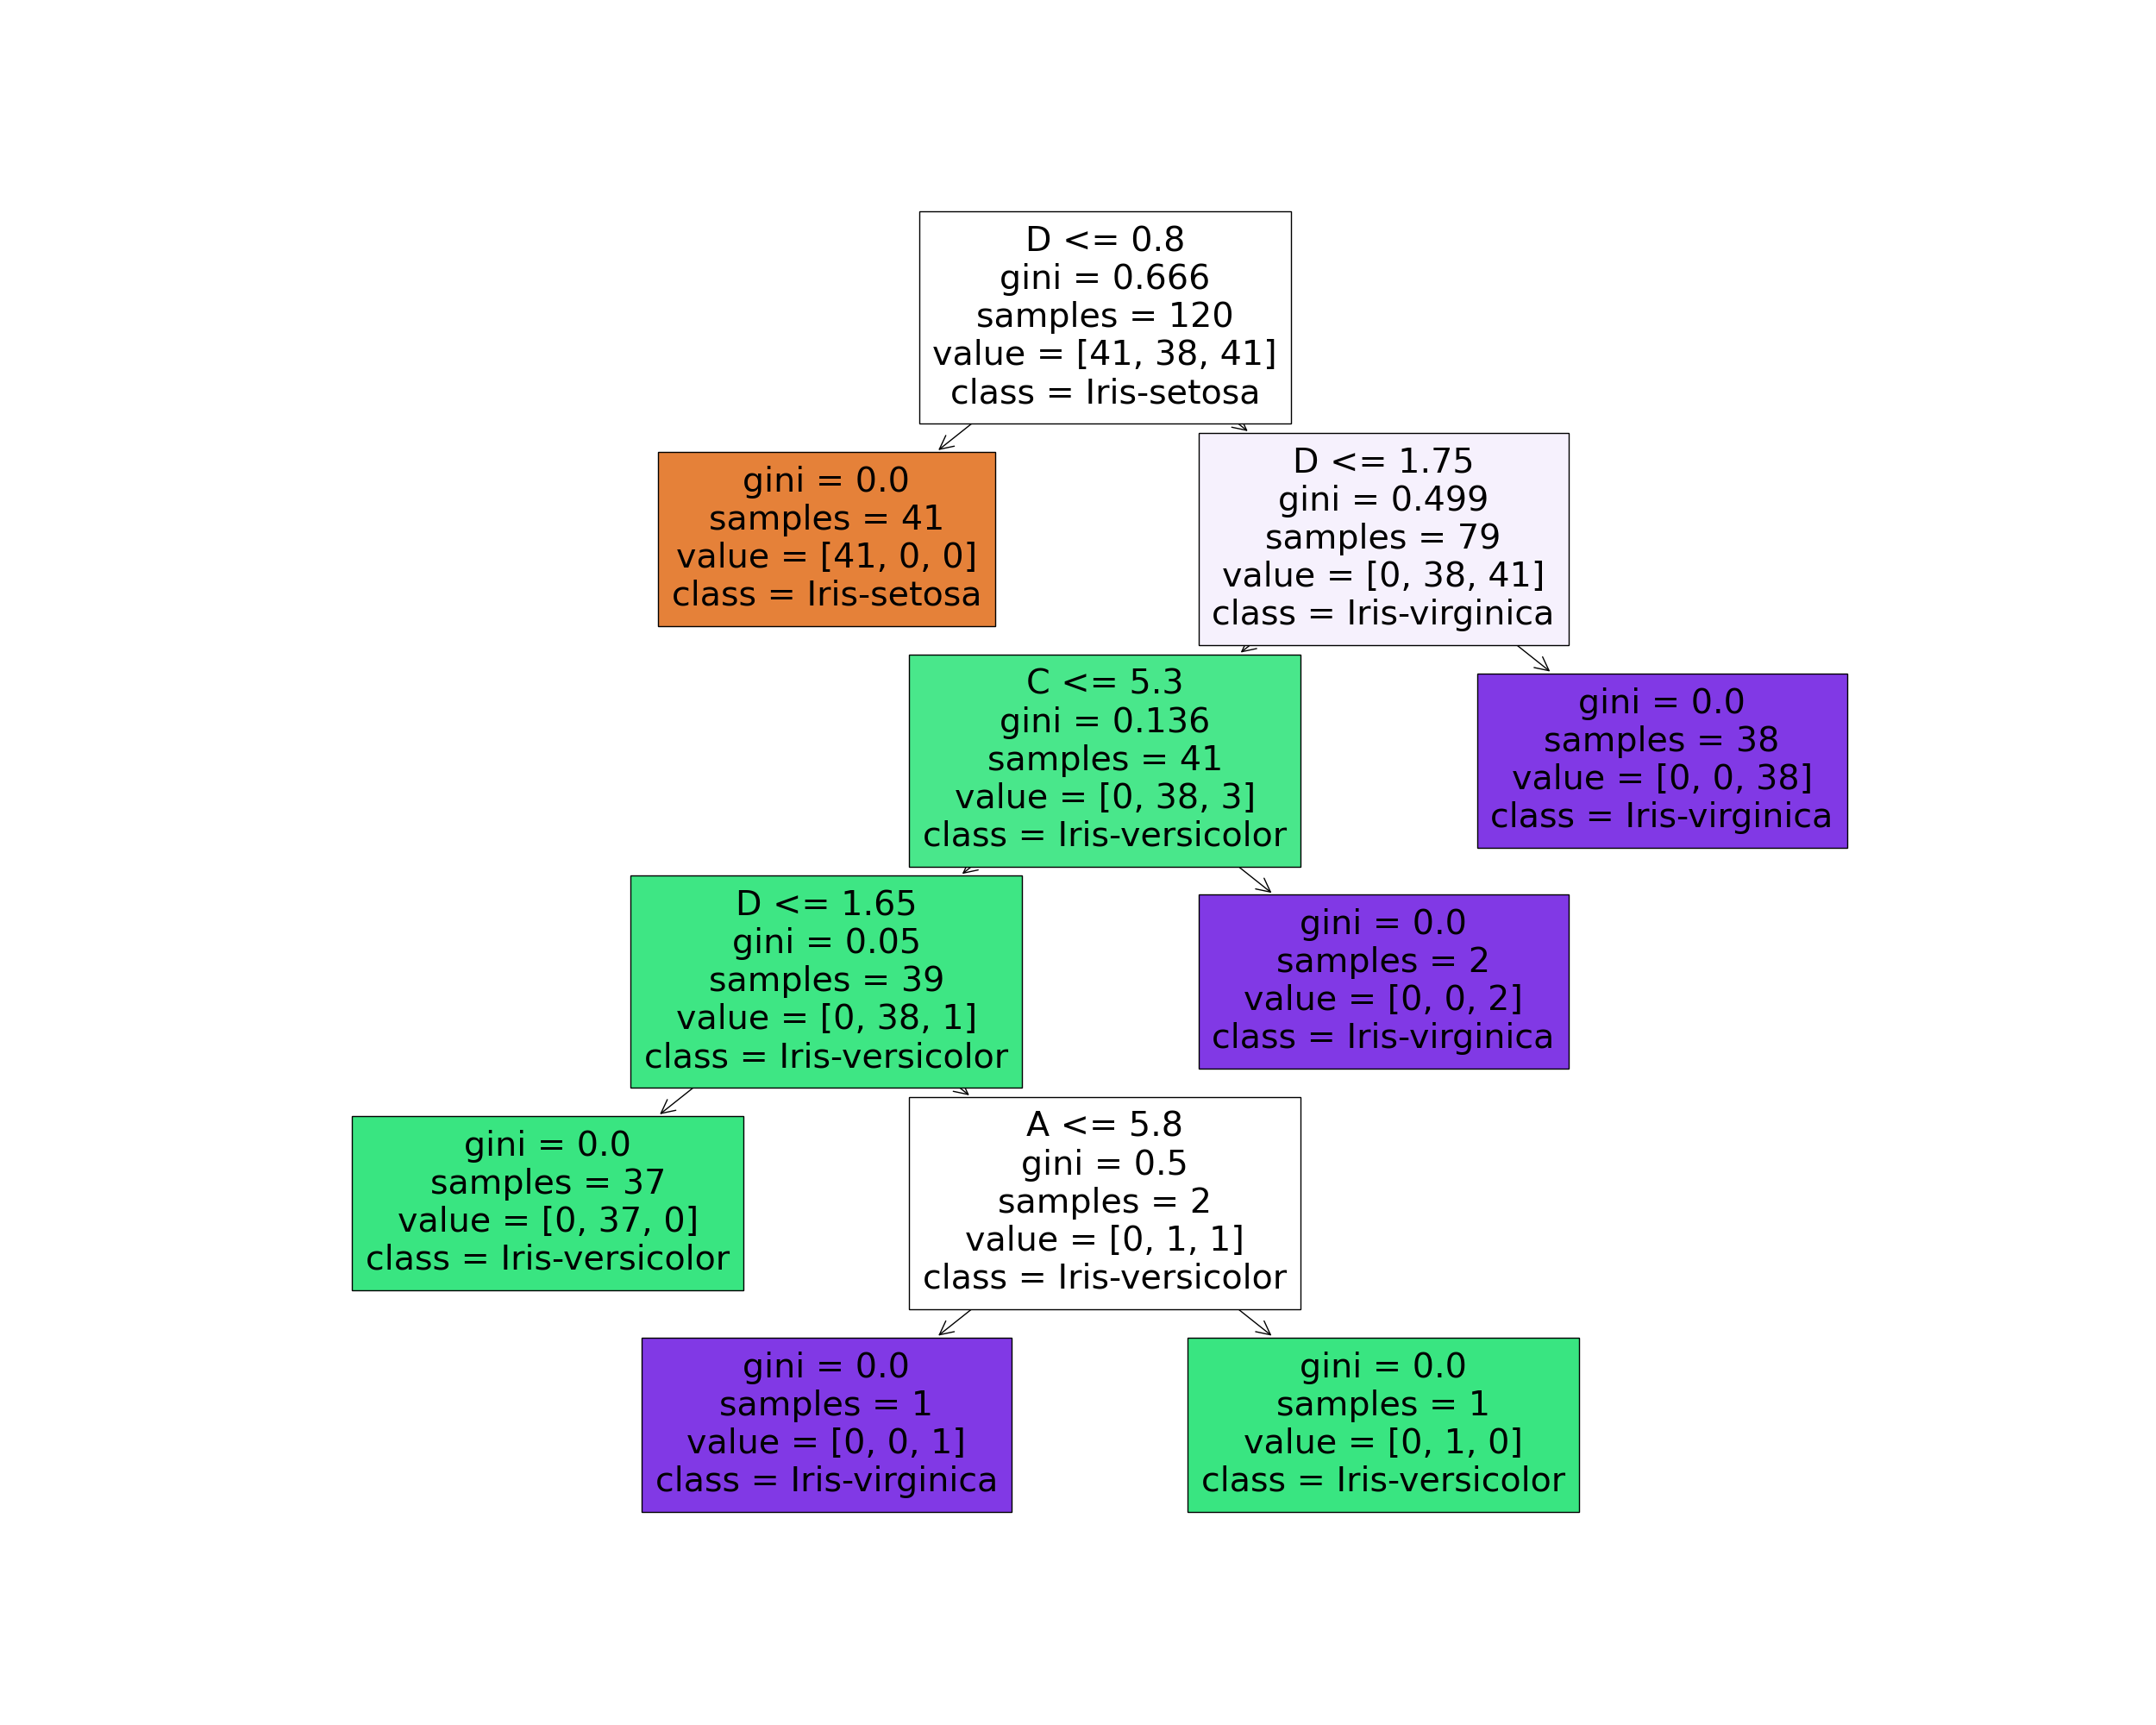 D <= 0.8
gini = 0.666
samples = 120
value = [41, 38, 41]
class = Iris-setosa
gini = 0.0
samples = 41
value = [41, 0, 0]
class = Iris-setosa
D <= 1.75
gini = 0.499
samples = 79
value = [0, 38, 41]
class = Iris-virginica
C <= 5.3
gini = 0.136
samples = 41
value = [0, 38, 3]
class = Iris-versicolor
gini = 0.0
samples = 38
value = [0, 0, 38]
class = Iris-virginica
D <= 1.65
gini = 0.05
samples = 39
value = [0, 38, 1]
class = Iris-versicolor
gini = 0.0
samples = 2
value = [0, 0, 2]
class = Iris-virginica
gini = 0.0
samples = 37
value = [0, 37, 0]
class = Iris-versicolor
A <= 5.8
gini = 0.5
samples = 2
value = [0, 1, 1]
class = Iris-versicolor
gini = 0.0
samples = 1
value = [0, 0, 1]
class = Iris-virginica
gini = 0.0
samples = 1
value = [0, 1, 0]
class = Iris-versicolor